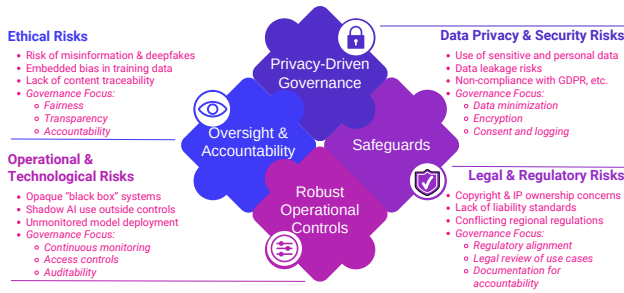 Ethical Risks
Risk of misinformation & deepfakes
Embedded bias in training data
Lack of content traceability
Governance Focus:
Fairness
Transparency
Accountability
Operational &
Technological Risks
Opaque "black box" systems
Shadow AI use outside controls
Unmonitored model deployment
Governance Focus:
Continuous monitoring
Access controls
Auditability
Privacy-Driven
Governance
Oversight &
Accountability
Safeguards
Robust
Operational
Controls
Data Privacy & Security Risks
Use of sensitive and personal data
Data leakage risks
Non-compliance with GDPR, etc.
Governance Focus:
Data minimization
Encryption
Consent and logging
Legal & Regulatory Risks
Copyright & IP ownership concerns
Lack of liability standards
Conflicting regional regulations
Governance Focus:
Regulatory alignment
Legal review of use cases
Documentation for
accountability